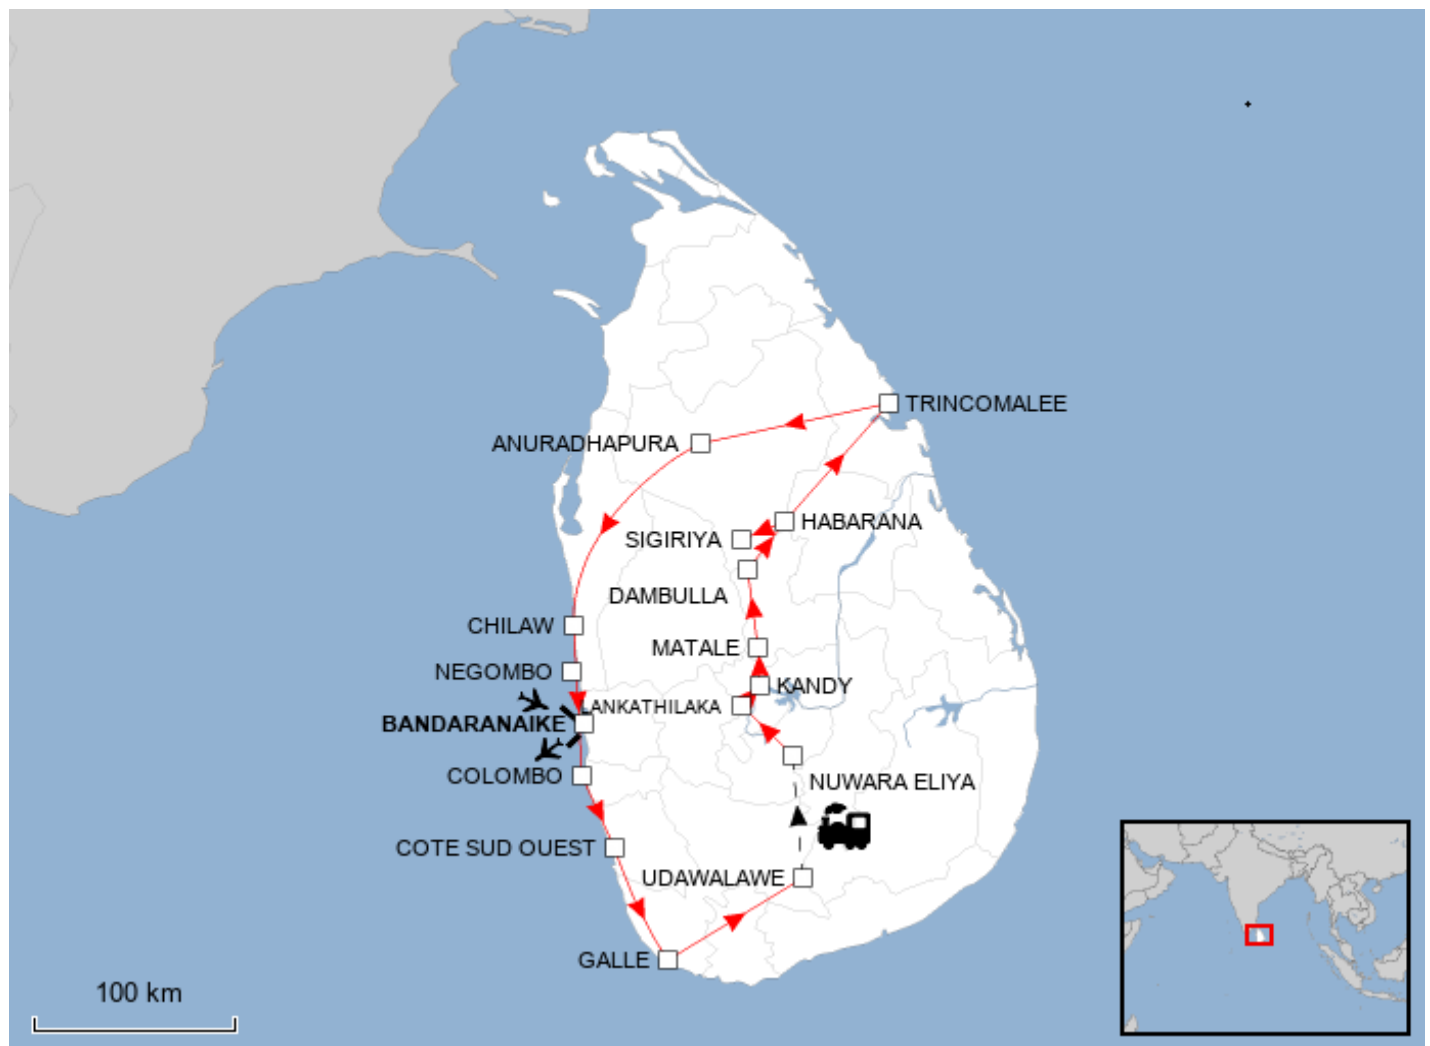 TRINCOMALEE
ANURADHAPURA
HABARANA
SIGIRIYA
DAMBULLA
CHILAW
MATALE
NEGOMBO
KANDY
LANKATHILAKA
BANDARANAIKE
COLOMBO
NUWARA ELIYA
COTE SUD OUEST
UDAWALAWE
GALLE
100 km